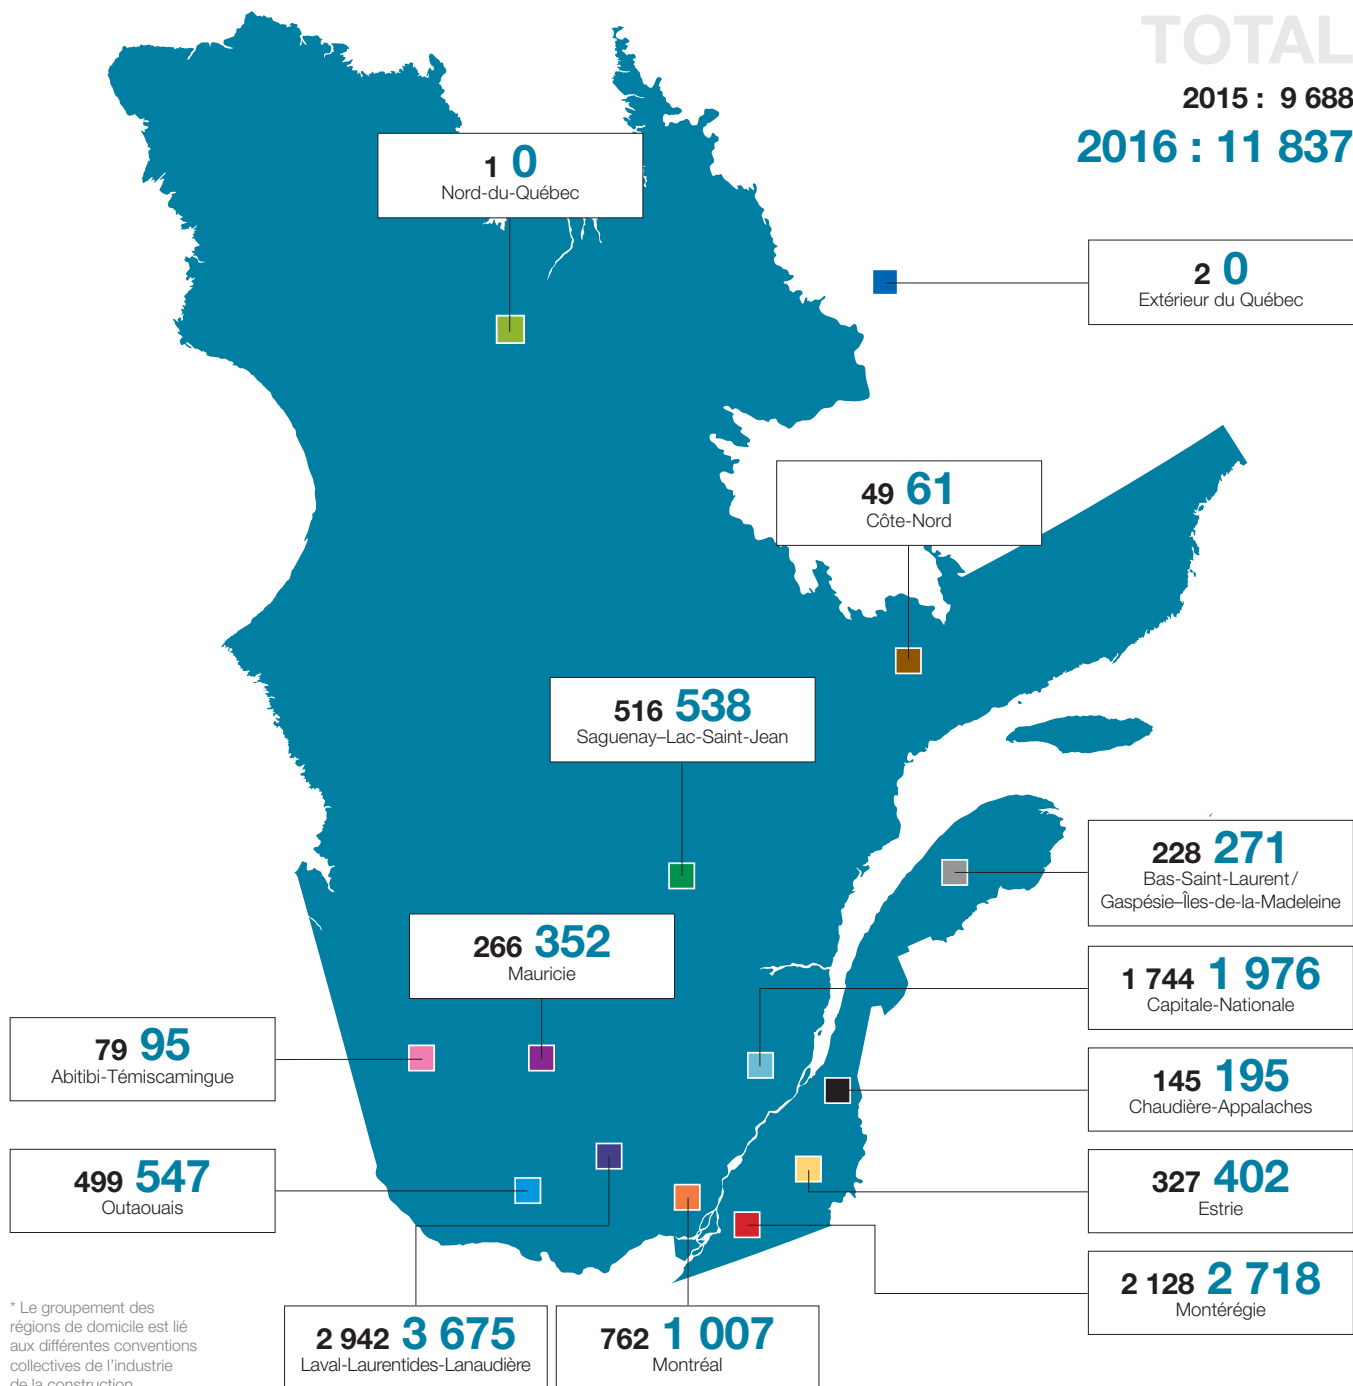 TOTAL
2015 : 9 688
2016 : 11 837
1 0
Nord-du-Québec
2 0
Extérieur du Québec
49 61
Côte-Nord
516 538
Saguenay–Lac-Saint-Jean
228 271
Bas-Saint-Laurent/
Gaspésie–Îles-de-la-Madeleine
266 352
Mauricie
1 744 1 976
Capitale-Nationale
79 95
Abitibi-Témiscamingue
145 195
Chaudière-Appalaches
499 547
Outaouais
327 402
Estrie
2 128 2 718
Montérégie
2 942 3 675
Laval-Laurentides-Lanaudière
762 1 007
Montréal
* Le groupement des
régions de domicile est lié
aux différentes conventions
collectives de l'industrie
de la construction